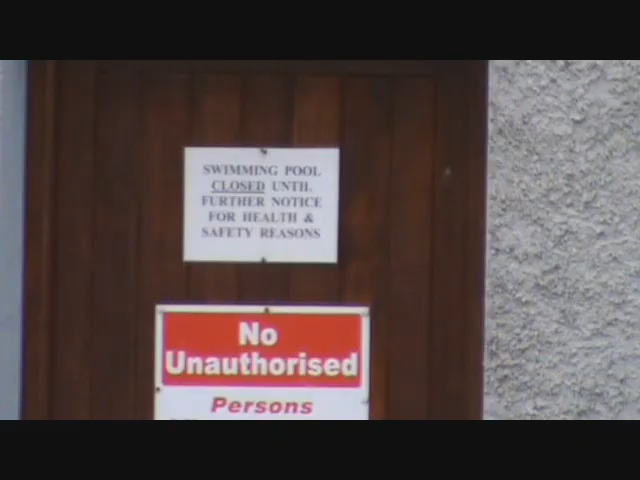 SWIMMING POOL
CLOSED UNTIL
FURTHER NOTICE
FOR HEALTH &
SAFETY REASONS
No
Unauthorised
Persons